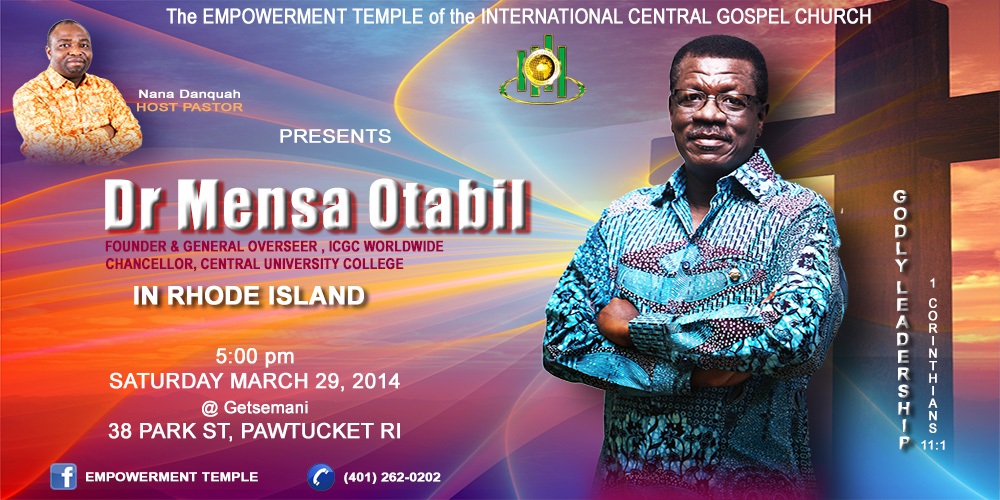 The EMPOWERMENT TEMPLE of the INTERNATIONAL CENTRAL GOSPEL CHURCH
Nana Danquah
HOST PASTOR
PRESENTS
Dr Mensa Otabil
FOUNDER & GENERAL OVERSEER , ICGC WORLDWIDE
CHANCELLOR, CENTRAL UNIVERSITY COLLEGE
IN RHODE ISLAND
5:00 pm
SATURDAY MARCH 29, 2014
@ Getsemani
38 PARK ST, PAWTUCKET RI
f EMPOWERMENT TEMPLE
(401) 262-0202
GODLY LEADERSHIP
1 CORINTHIANS 11:1